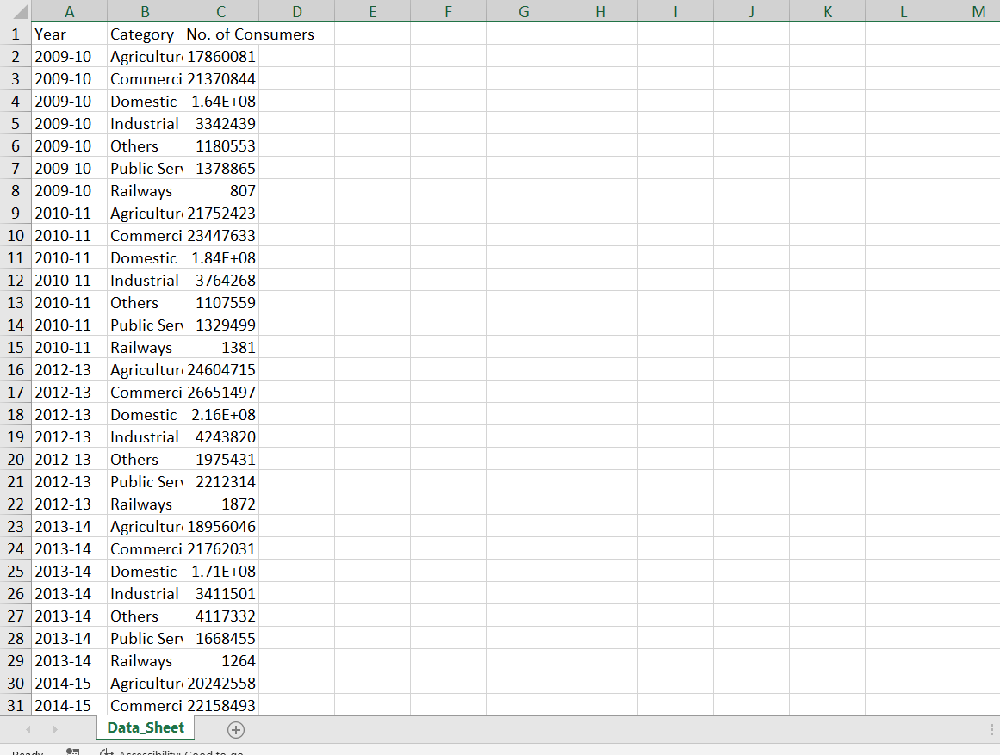 A B C D E F G H I J K L M
1 Year Category No. of Consumers
2 2009-10 Agricultur 17860081
3 2009-10 Commerci 21370844
4 2009-10 Domestic 1.64E+08
5 2009-10 Industrial 3342439
6 2009-10 Others 1180553
7 2009-10 Public Serv 1378865
8 2009-10 Railways 807
9 2010-11 Agricultur 21752423
10 2010-11 Commerci 23447633
11 2010-11 Domestic 1.84E+08
12 2010-11 Industrial 3764268
13 2010-11 Others 1107559
14 2010-11 Public Serv 1329499
15 2010-11 Railways 1381
16 2012-13 Agricultur 24604715
17 2012-13 Commerci 26651497
18 2012-13 Domestic 2.16E+08
19 2012-13 Industrial 4243820
20 2012-13 Others 1975431
21 2012-13 Public Serv 2212314
22 2012-13 Railways 1872
23 2013-14 Agricultur 18956046
24 2013-14 Commerci 21762031
25 2013-14 Domestic 1.71E+08
26 2013-14 Industrial 3411501
27 2013-14 Others 4117332
28 2013-14 Public Serv 1668455
29 2013-14 Railways 1264
30 2014-15 Agricultur 20242558
31 2014-15 Commerci 22158493
Data_Sheet
Ready Accessibility: Good to go